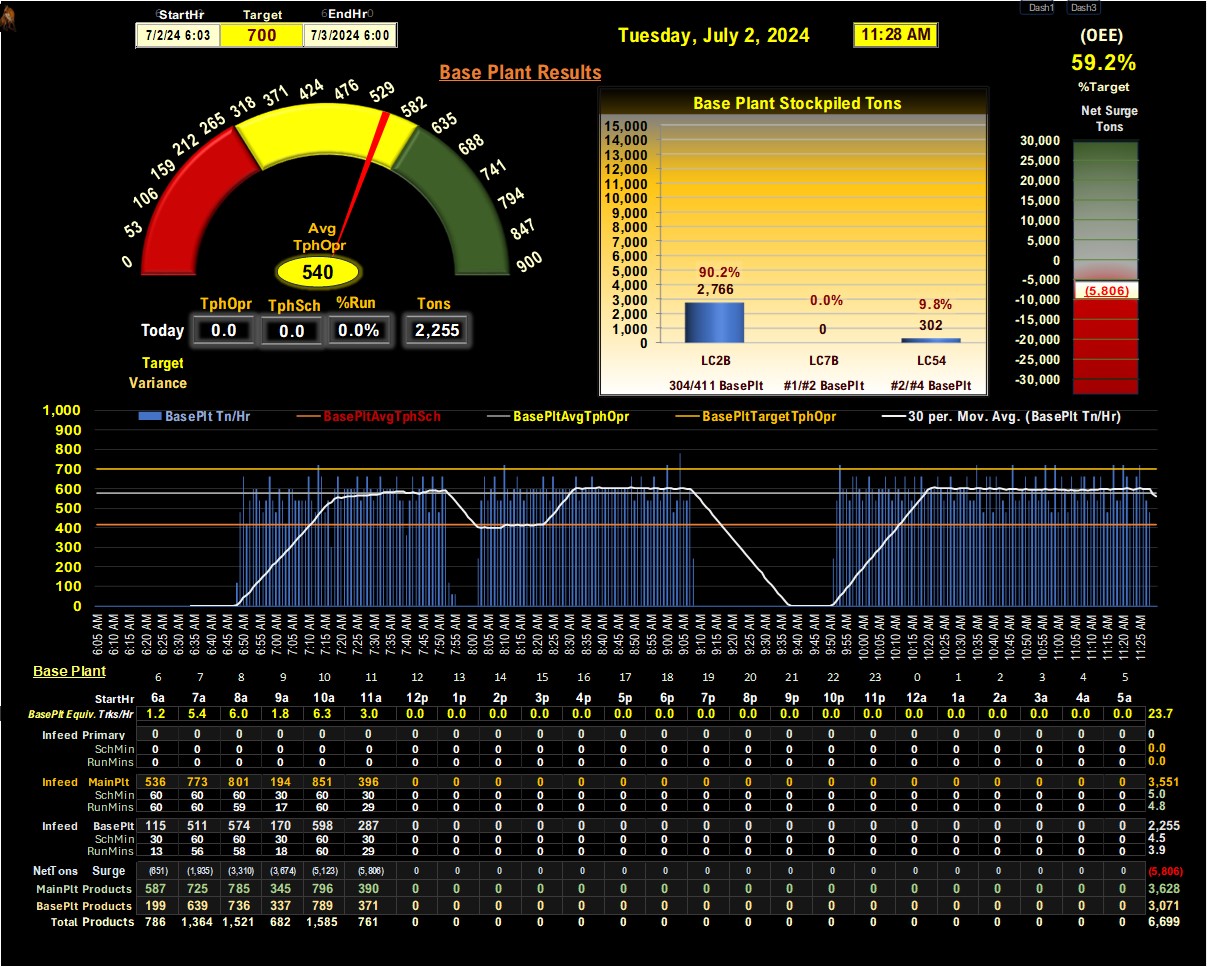 StartHr Target EndHr Dash1 Dash3
7/2/24 6:03 700 7/3/2024 6:00
Tuesday, July 2, 2024 11:28 AM
(OEE)
59.2%
%Target
Net Surge
Tons
Base Plant Results
0 53 106 159 212 265 318 371 424 476 529 582 635 688 741 794 847 900
Avg
TphOpr
540
TphOpr TphSch %Run Tons
Today 0.0 0.0 0.0% 2,255
Target
Variance
Base Plant Stockpiled Tons
15,000
14,000
13,000
12,000
11,000
10,000
9,000
8,000
7,000
6,000
5,000
4,000
3,000
2,000
1,000
0
90.2% 0.0% 9.8%
2,766 0 302
LC2B LC7B LC54
304/411 BasePlt #1/#2 BasePlt #2/#4 BasePlt
30,000
25,000
20,000
15,000
10,000
5,000
0
-5,000
(5,806)
-10,000
-15,000
-20,000
-25,000
-30,000
BasePlt Tn/Hr BasePltAvgTphSch BasePltAvgTphOpr BasePltTargetTphOpr 30 per. Mov. Avg. (BasePlt Tn/Hr)
1,000
900
800
700
600
500
400
300
200
100
0
6:05 AM 6:10 AM 6:15 AM 6:20 AM 6:25 AM 6:30 AM 6:35 AM 6:40 AM 6:45 AM 6:50 AM 6:55 AM 7:00 AM 7:05 AM 7:10 AM 7:15 AM 7:20 AM 7:25 AM 7:30 AM 7:35 AM 7:40 AM 7:45 AM 7:50 AM 7:55 AM 8:00 AM 8:05 AM 8:10 AM 8:15 AM 8:20 AM 8:25 AM 8:30 AM 8:35 AM 8:40 AM 8:45 AM 8:50 AM 8:55 AM 9:00 AM 9:05 AM 9:10 AM 9:15 AM 9:20 AM 9:25 AM 9:30 AM 9:35 AM 9:40 AM 9:45 AM 9:50 AM 9:55 AM 10:00 AM 10:05 AM 10:10 AM 10:15 AM 10:20 AM 10:25 AM 10:30 AM 10:35 AM 10:40 AM 10:45 AM 10:50 AM 10:55 AM 11:00 AM 11:05 AM 11:10 AM 11:15 AM 11:20 AM 11:25 AM
Base Plant
6 7 8 9 10 11 12 13 14 15 16 17 18 19 20 21 22 23 0 1 2 3 4 5
StartHr 6a 7a 8a 9a 10a 11a 12p 1p 2p 3p 4p 5p 6p 7p 8p 9p 10p 11p 12a 1a 2a 3a 4a 5a
BasePlt Equiv. Trks/Hr 1.2 5.4 6.0 1.8 6.3 3.0 0.0 0.0 0.0 0.0 0.0 0.0 0.0 0.0 0.0 0.0 0.0 0.0 0.0 0.0 0.0 0.0 0.0 0.0 23.7
Infeed Primary 0 0 0 0 0 0 0 0 0 0 0 0 0 0 0 0 0 0 0 0 0 0 0 0 0
SchMin 0 0 0 0 0 0 0 0 0 0 0 0 0 0 0 0 0 0 0 0 0 0 0 0 0.0
RunMins 0 0 0 0 0 0 0 0 0 0 0 0 0 0 0 0 0 0 0 0 0 0 0 0 0.0
Infeed MainPlt 536 773 801 194 851 396 0 0 0 0 0 0 0 0 0 0 0 0 0 0 0 0 0 0 3,551
SchMin 60 60 60 30 60 30 0 0 0 0 0 0 0 0 0 0 0 0 0 0 0 0 0 0 5.0
RunMins 60 60 59 17 60 29 0 0 0 0 0 0 0 0 0 0 0 0 0 0 0 0 0 0 4.8
Infeed BasePlt 115 511 574 170 598 287 0 0 0 0 0 0 0 0 0 0 0 0 0 0 0 0 0 0 2,255
SchMin 30 60 60 30 60 30 0 0 0 0 0 0 0 0 0 0 0 0 0 0 0 0 0 0 4.5
RunMins 13 56 58 18 60 29 0 0 0 0 0 0 0 0 0 0 0 0 0 0 0 0 0 0 3.9
NetTons Surge (651) (1,935) (3,310) (3,674) (5,123) (5,806) 0 0 0 0 0 0 0 0 0 0 0 0 0 0 0 0 0 0 (5,806)
MainPlt Products 587 725 785 345 796 390 0 0 0 0 0 0 0 0 0 0 0 0 0 0 0 0 0 0 3,628
BasePlt Products 199 639 736 337 789 371 0 0 0 0 0 0 0 0 0 0 0 0 0 0 0 0 0 0 3,071
Total Products 786 1,364 1,521 682 1,585 761 0 0 0 0 0 0 0 0 0 0 0 0 0 0 0 0 0 0 6,699